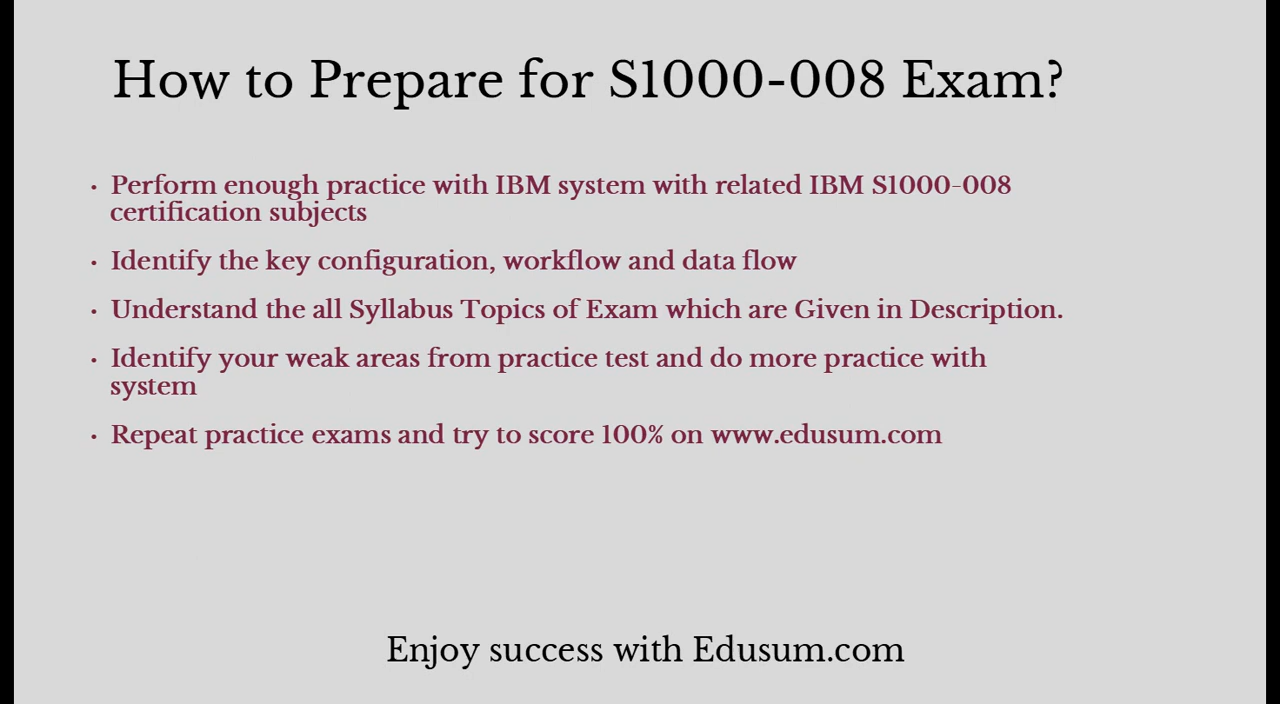 How to Prepare for S1000-008 Exam?
• Perform enough practice with IBM system with related IBM S1000-008
certification subjects
• Identify the key configuration, workflow and data flow
• Understand the all Syllabus Topics of Exam which are Given in Description.
• Identify your weak areas from practice test and do more practice with
system
• Repeat practice exams and try to score 100% on www.edusum.com
Enjoy success with Edusum.com